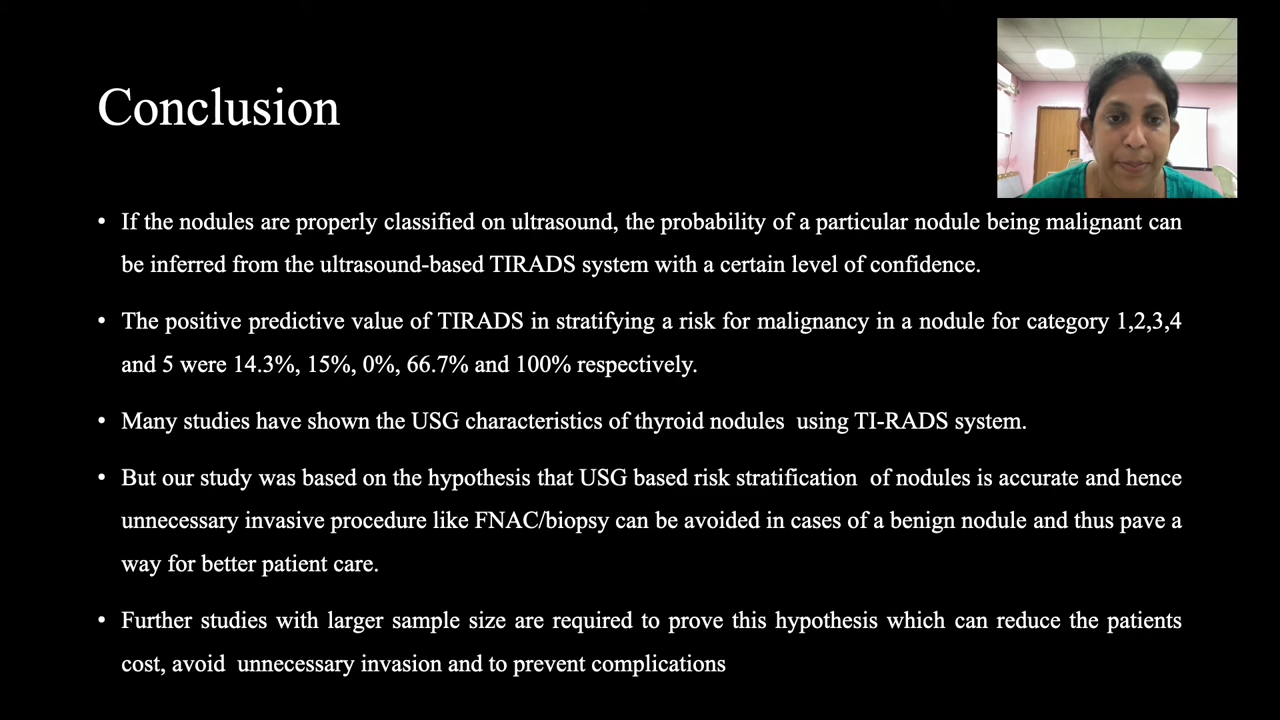 Conclusion
• If the nodules are properly classified on ultrasound, the probability of a particular nodule being malignant can
be inferred from the ultrasound-based TIRADS system with a certain level of confidence.
• The positive predictive value of TIRADS in stratifying a risk for malignancy in a nodule for category 1,2,3,4
and 5 were 14.3%, 15%, 0%, 66.7% and 100% respectively.
• Many studies have shown the USG characteristics of thyroid nodules using TI-RADS system.
• But our study was based on the hypothesis that USG based risk stratification of nodules is accurate and hence
unnecessary invasive procedure like FNAC/biopsy can be avoided in cases of a benign nodule and thus pave a
way for better patient care.
• Further studies with larger sample size are required to prove this hypothesis which can reduce the patients
cost, avoid unnecessary invasion and to prevent complications